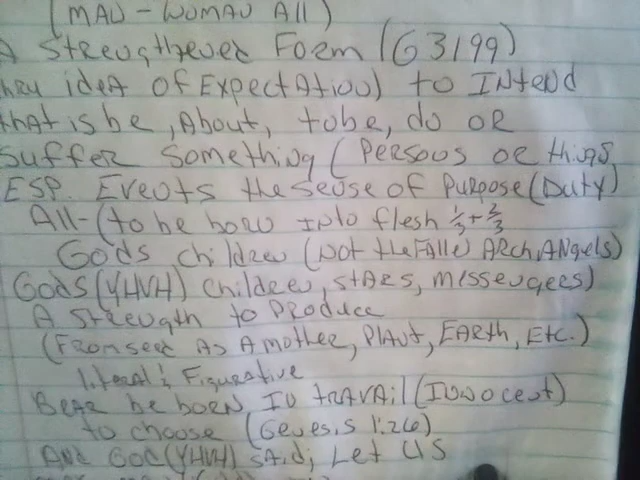 (MAN - WOMAN All)
A Strengthened Form (G3199)
idea of Expectation) to INteNd
that is be, About, to be, do OR
Suffer Something (Persons or things,
ESP. Events the sense of Purpose (Duty)
All - (to be born INto flesh 1/3 + 2/3
Gods children (Not the Fallen ArchANgels)
Gods (YHVH) children, stARs, messengers)
A strength to Produce
(From seed As A mother, Plant, EARth, Etc.)
literal & Figurative
Bear be born, IN travAil (INNocent)
to choose (Genesis 1:26)
ANd God (YHVH) sAid; Let US